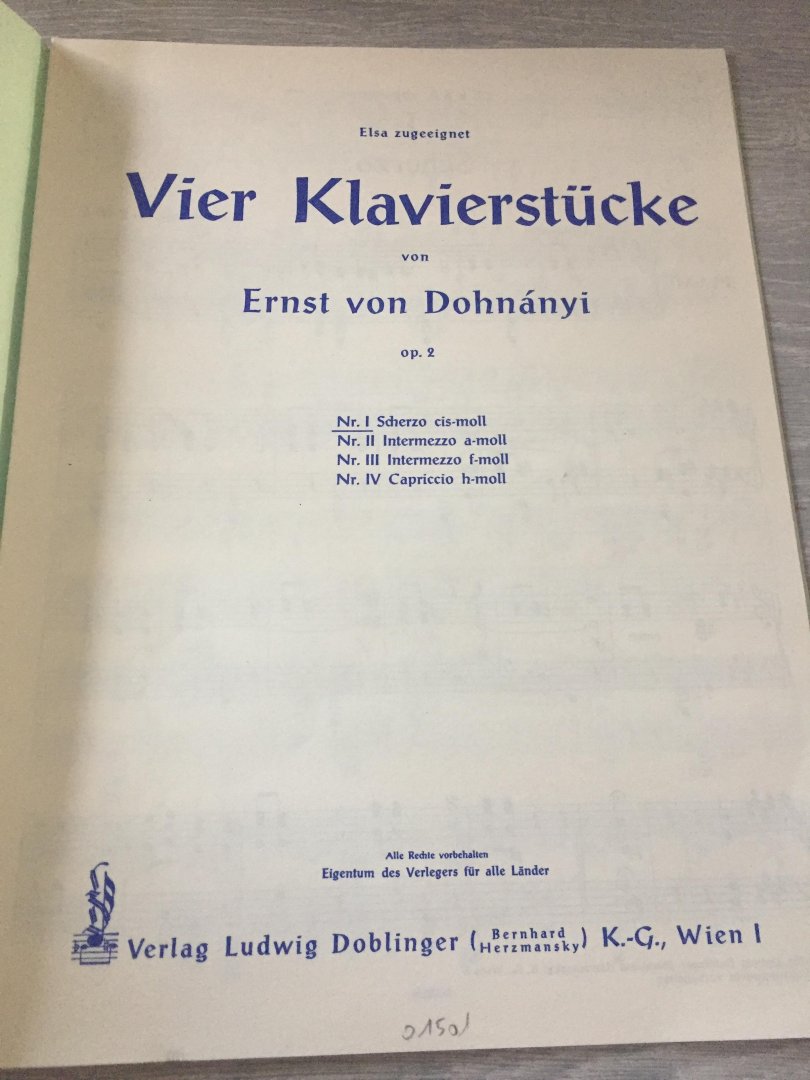 Elsa zugeeignet
Vier Klavierstücke
von
Ernst von Dohnányi
op. 2
Nr. I Scherzo cis-moll
Nr. II Intermezzo a-moll
Nr. III Intermezzo f-moll
Nr. IV Capriccio h-moll
Alle Rechte vorbehalten
Eigentum des Verlegers für alle Länder
Verlag Ludwig Doblinger (Bernhard Herzmansky) K.-G., Wien I